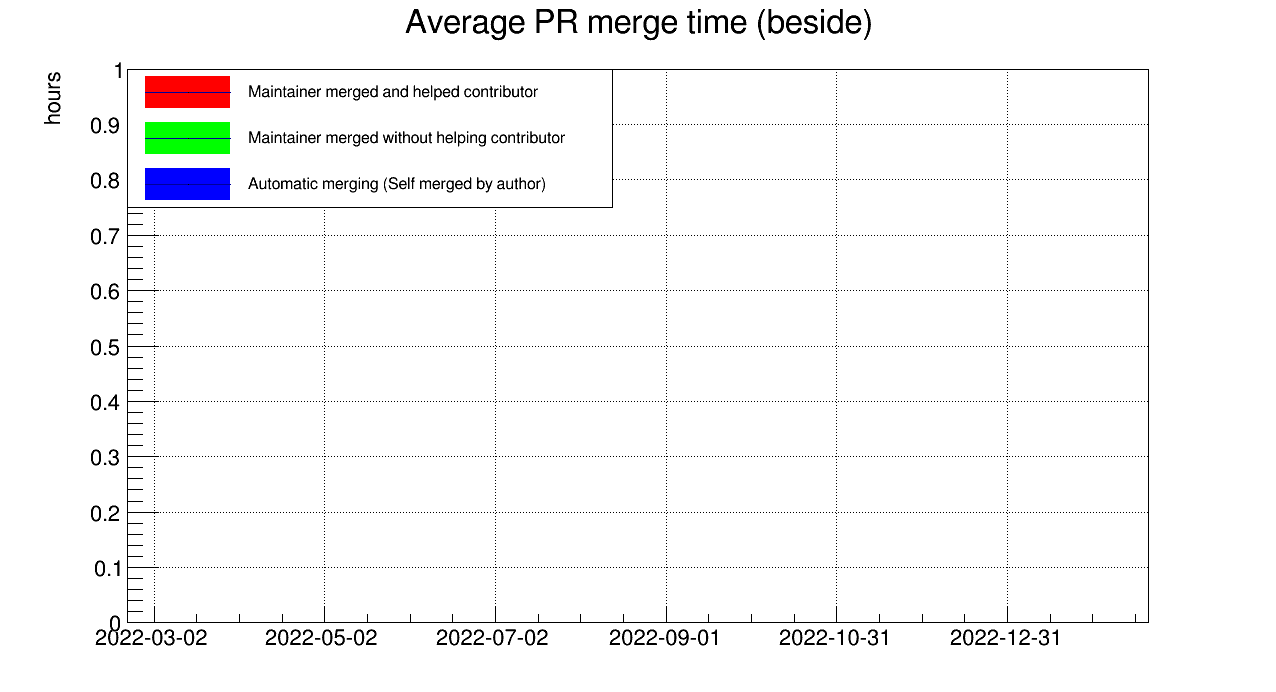 Average PR merge time (beside)
hours
1
0.9
0.8
0.7
0.6
0.5
0.4
0.3
0.2
0.1
0
Maintainer merged and helped contributor
Maintainer merged without helping contributor
Automatic merging (Self merged by author)
2022-03-02 2022-05-02 2022-07-02 2022-09-01 2022-10-31 2022-12-31